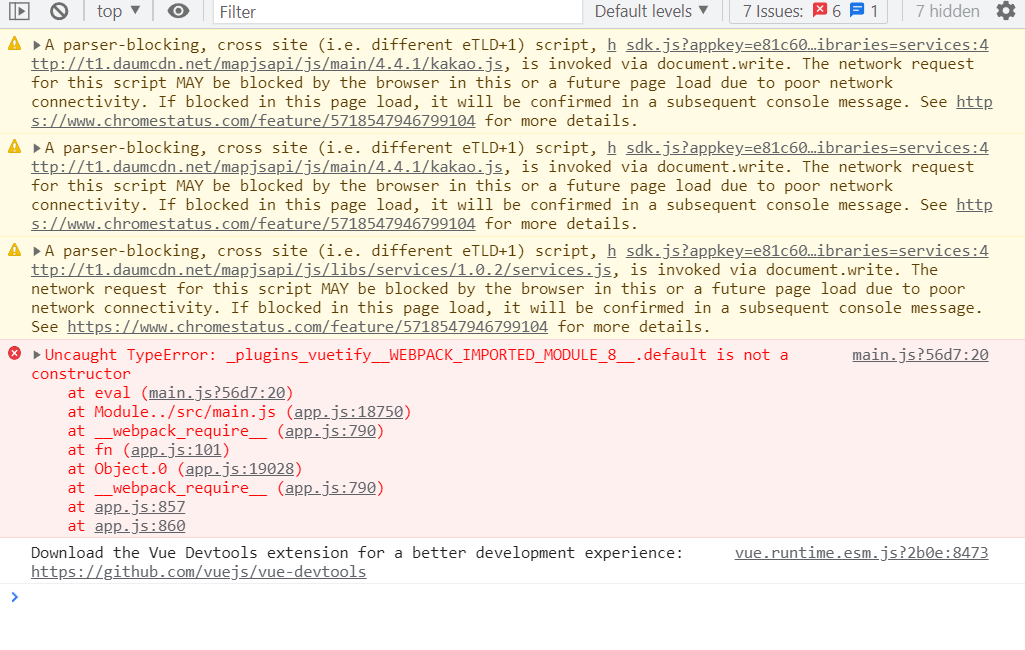 top ▼ Filter Default levels ▼ 7 Issues: 6 1 7 hidden
A parser-blocking, cross site (i.e. different eTLD+1) script, h sdk.js?appkey=e81c60…ibraries=services:4
ttp://t1.daumcdn.net/mapjsapi/js/main/4.4.1/kakao.js, is invoked via document.write. The network request
for this script MAY be blocked by the browser in this or a future page load due to poor network
connectivity. If blocked in this page load, it will be confirmed in a subsequent console message. See http
s://www.chromestatus.com/feature/5718547946799104 for more details.
A parser-blocking, cross site (i.e. different eTLD+1) script, h sdk.js?appkey=e81c60…ibraries=services:4
ttp://t1.daumcdn.net/mapjsapi/js/main/4.4.1/kakao.js, is invoked via document.write. The network request
for this script MAY be blocked by the browser in this or a future page load due to poor network
connectivity. If blocked in this page load, it will be confirmed in a subsequent console message. See http
s://www.chromestatus.com/feature/5718547946799104 for more details.
A parser-blocking, cross site (i.e. different eTLD+1) script, h sdk.js?appkey=e81c60…ibraries=services:4
ttp://t1.daumcdn.net/mapjsapi/js/libs/services/1.0.2/services.js, is invoked via document.write. The
network request for this script MAY be blocked by the browser in this or a future page load due to poor
network connectivity. If blocked in this page load, it will be confirmed in a subsequent console message.
See https://www.chromestatus.com/feature/5718547946799104 for more details.
Uncaught TypeError: _plugins_vuetify__WEBPACK_IMPORTED_MODULE_8__.default is not a main.js?56d7:20
constructor
at eval (main.js?56d7:20)
at Module../src/main.js (app.js:18750)
at __webpack_require__ (app.js:790)
at fn (app.js:101)
at Object.0 (app.js:19028)
at __webpack_require__ (app.js:790)
at app.js:857
at app.js:860
Download the Vue Devtools extension for a better development experience: vue.runtime.esm.js?2b0e:8473
https://github.com/vuejs/vue-devtools